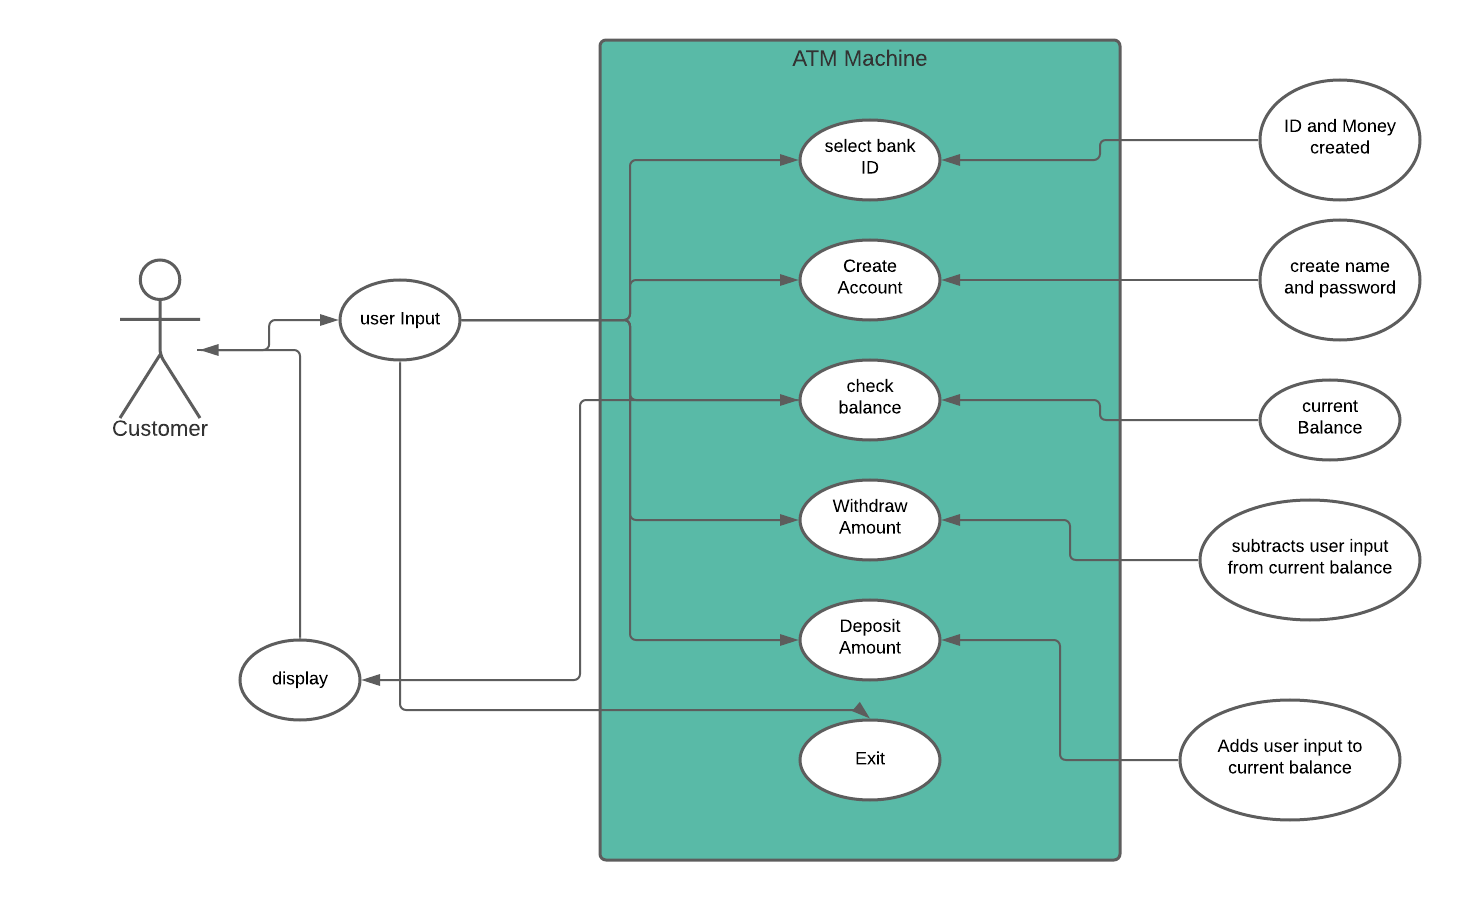 ATM Machine
select bank
ID
ID and Money
created
Create
Account
create name
and password
user Input
Customer
check
balance
current
Balance
Withdraw
Amount
subtracts user input
from current balance
Deposit
Amount
display
Exit
Adds user input to
current balance